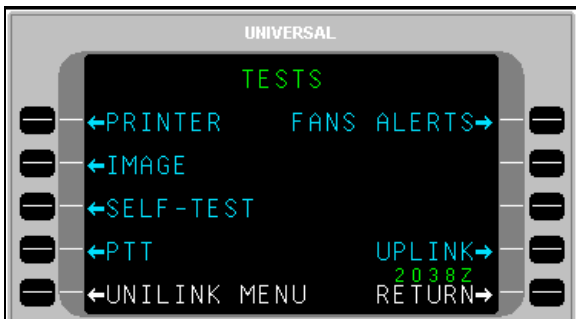 UNIVERSAL
TESTS
←PRINTER FANS ALERTS→
←IMAGE
←SELF-TEST
←PTT UPLINK→
2038Z
←UNILINK MENU RETURN→